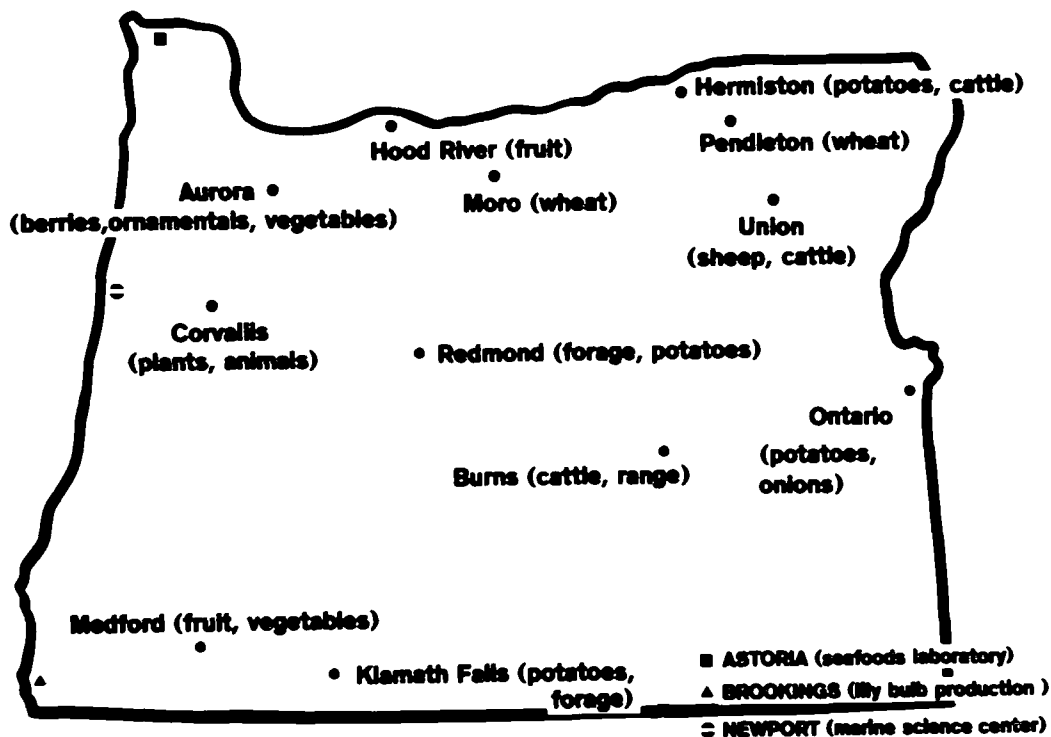 Hermiston (potatoes, cattle)
Pendleton (wheat)
Hood River (fruit)
Moro (wheat)
Aurora
(berries,ornamentals, vegetables)
Union
(sheep, cattle)
Corvallis
(plants, animals)
Redmond (forage, potatoes)
Ontario
(potatoes,
onions)
Burns (cattle, range)
Medford (fruit, vegetables)
Klamath Falls (potatoes,
forage)
ASTORIA (seafoods laboratory)
BROOKINGS (lily bulb production )
NEWPORT (marine science center)